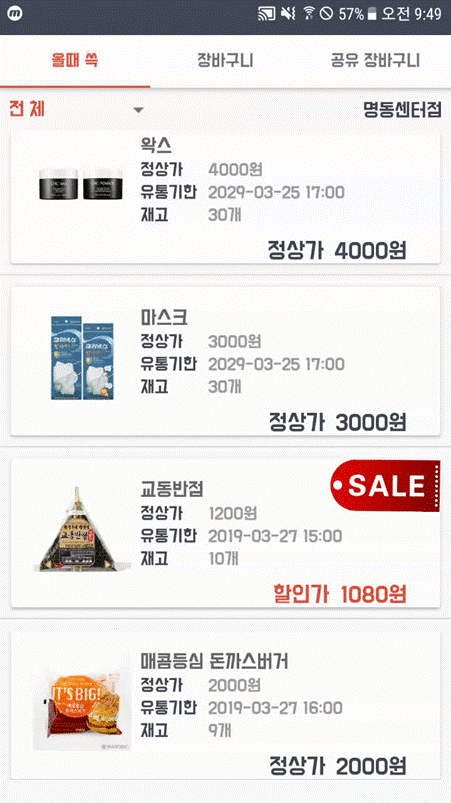 57% 오전 9:49
올때 쓱 장바구니 공유 장바구니
전 체 명동센터점
왁스
정상가 4000원
유통기한 2029-03-25 17:00
재고 30개
정상가 4000원
마스크
정상가 3000원
유통기한 2029-03-25 17:00
재고 30개
정상가 3000원
SALE
교동반점
정상가 1200원
유통기한 2019-03-27 15:00
재고 10개
교동반점
할인가 1080원
매콤등심 돈까스버거
정상가 2000원
유통기한 2019-03-27 16:00
IT'S BIG!
재고 9개
정상가 2000원